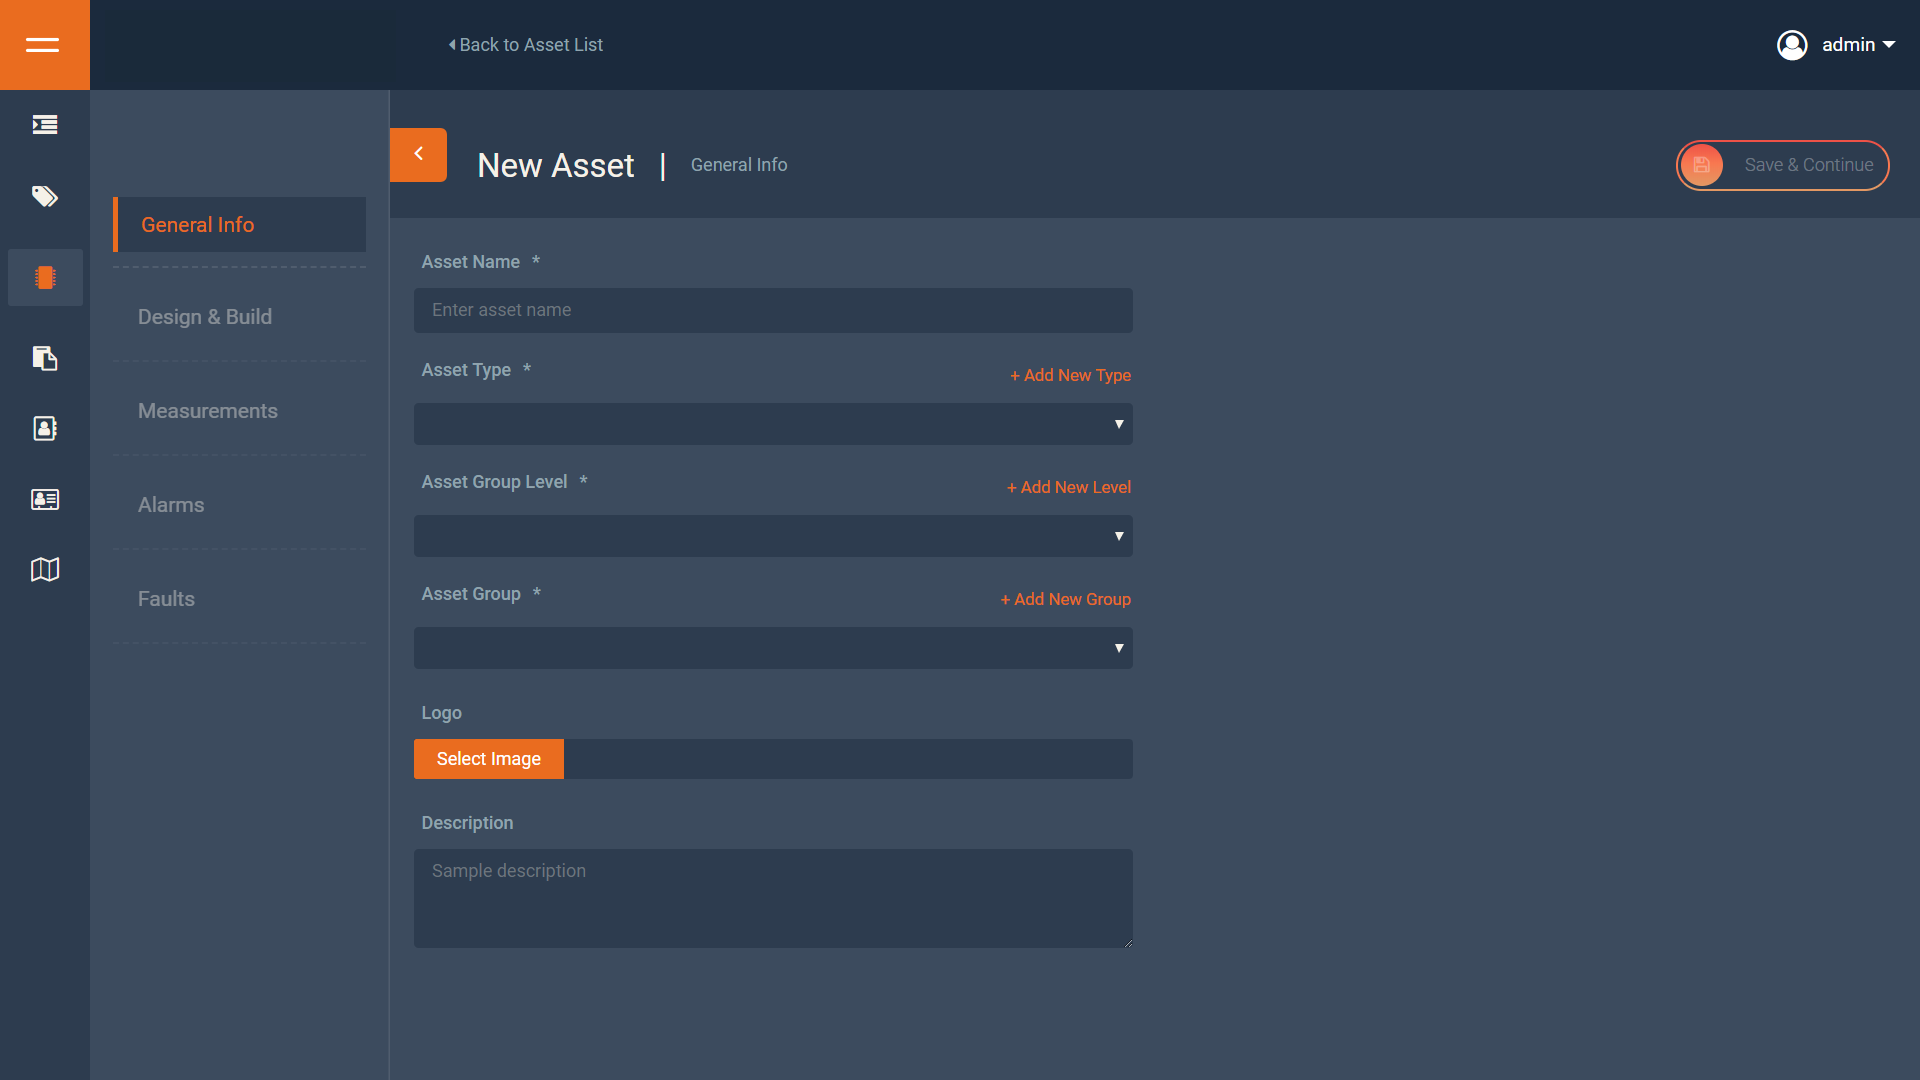 Back to Asset List
admin
New Asset | General Info
Save & Continue
General Info
Design & Build
Measurements
Alarms
Faults
Asset Name *
Enter asset name
Asset Type *
+ Add New Type
Asset Group Level *
+ Add New Level
Asset Group *
+ Add New Group
Logo
Select Image
Description
Sample description